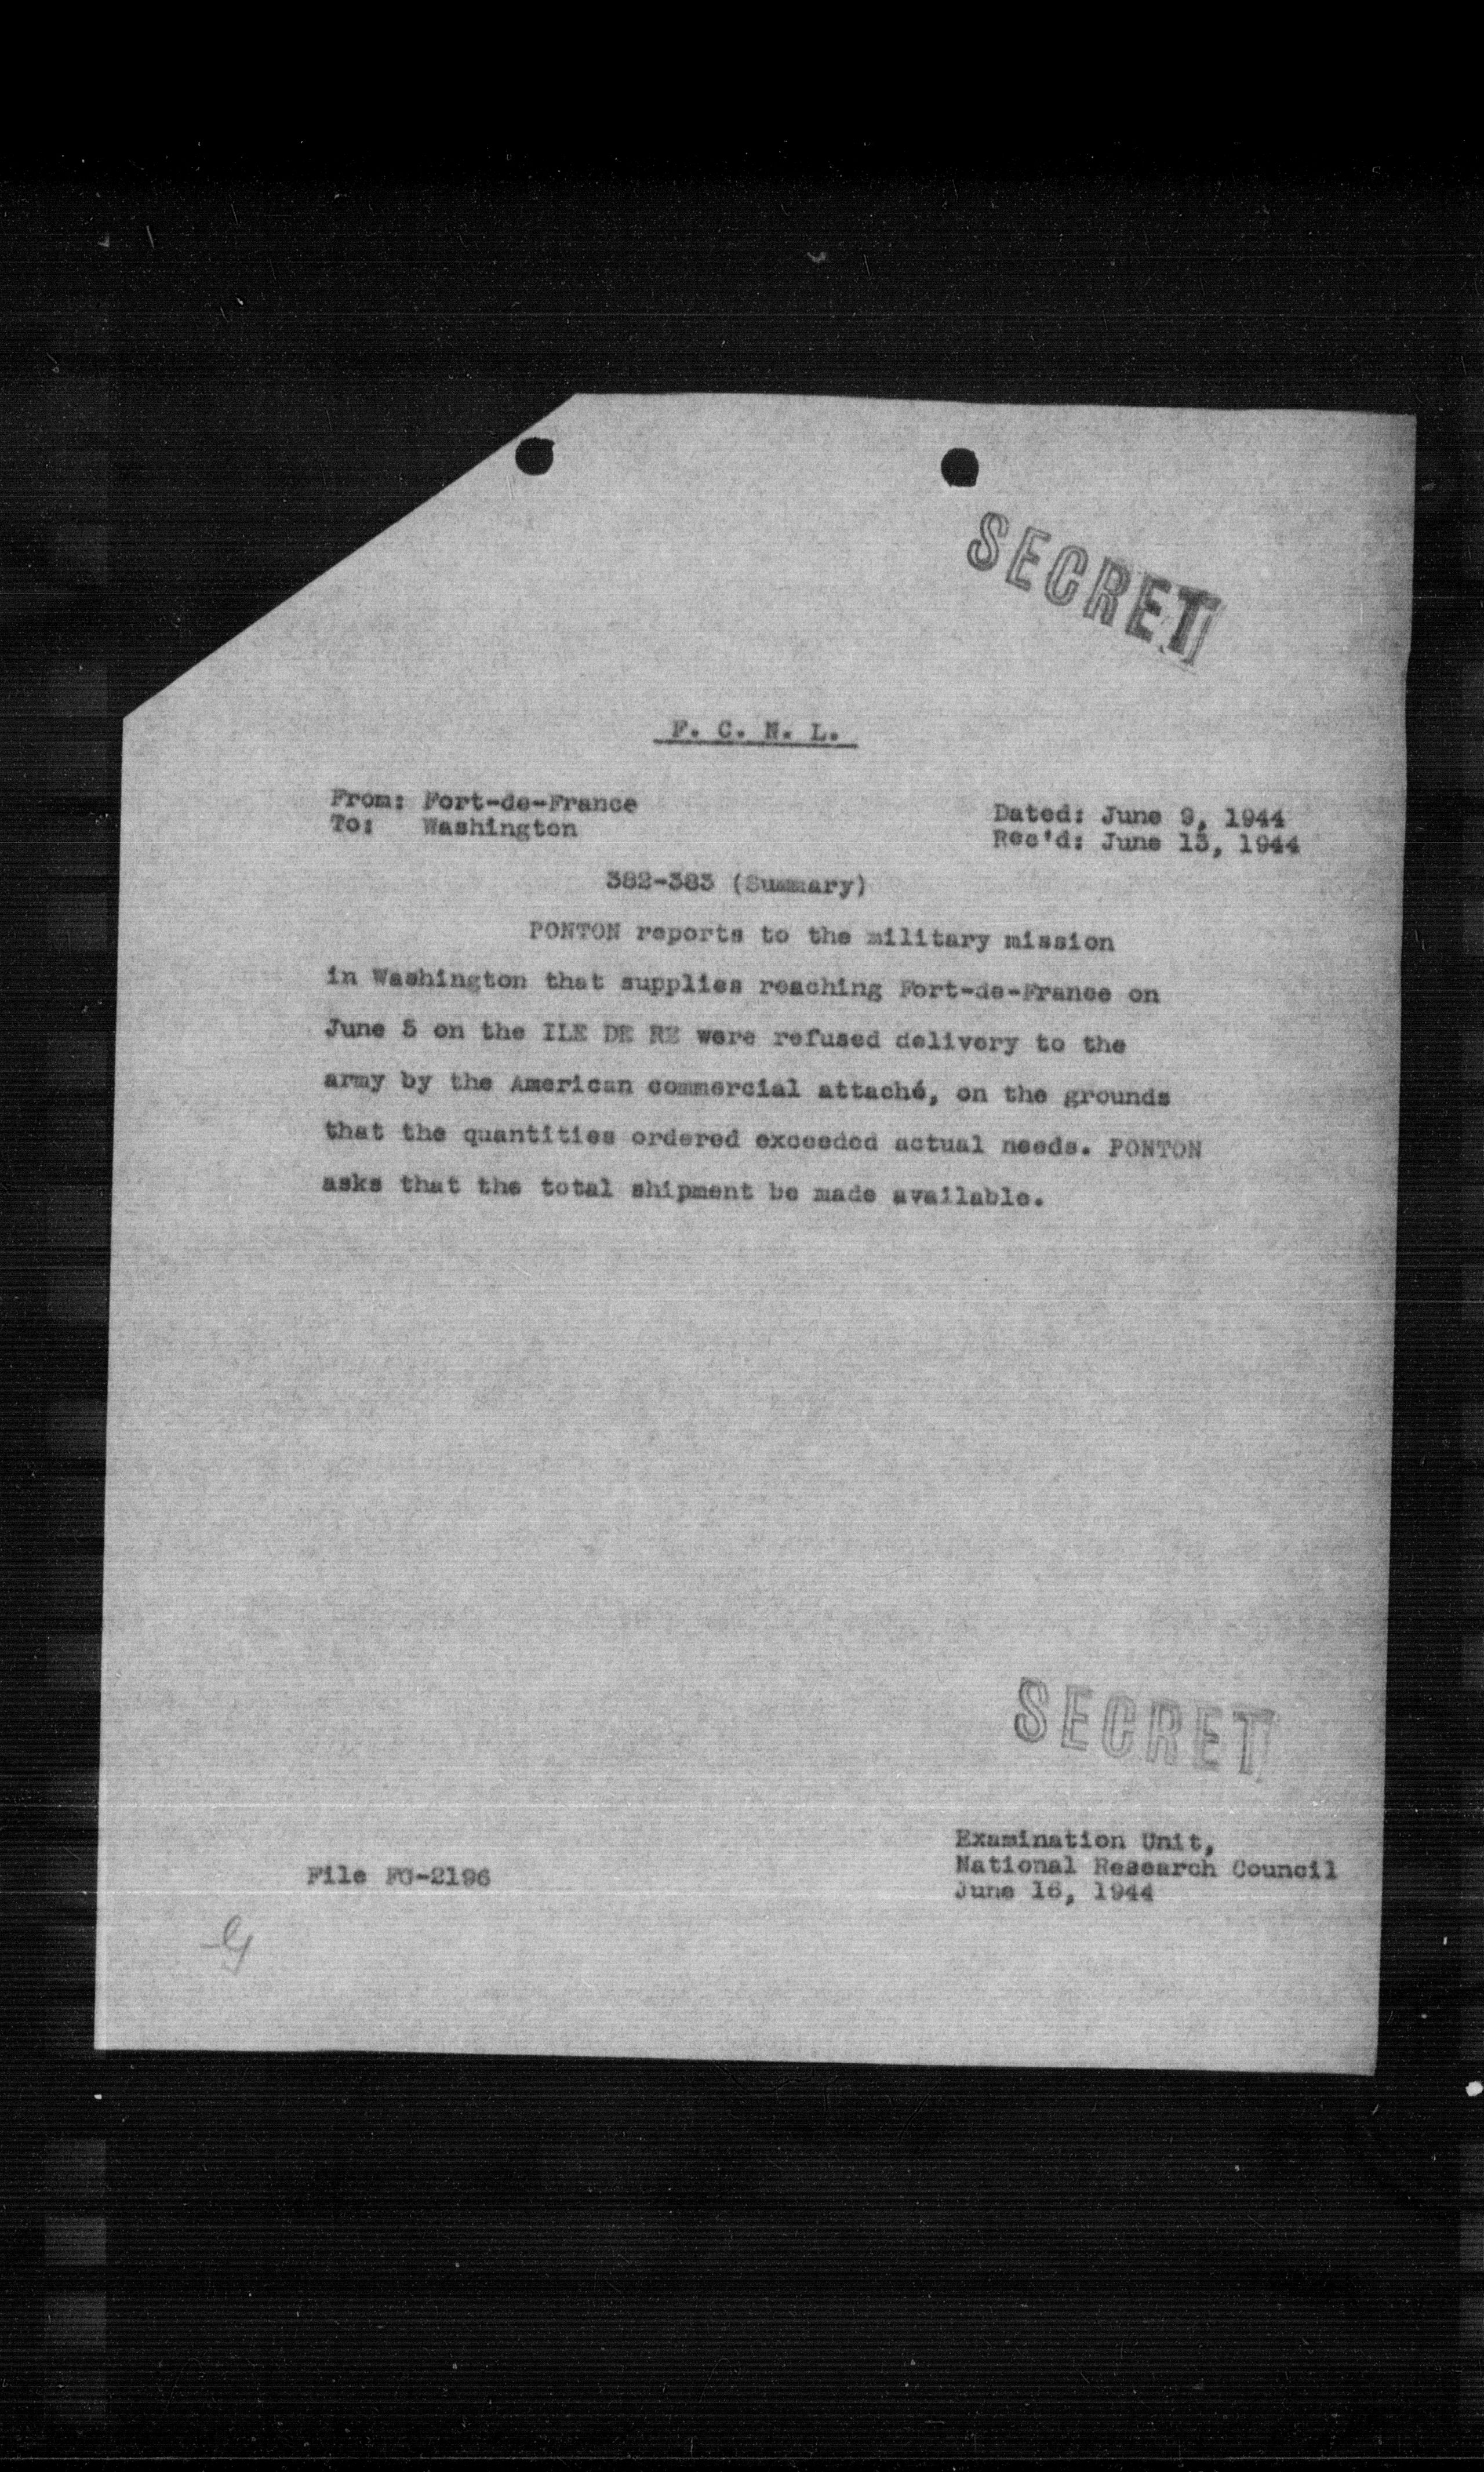 SECRET
F. C. N. L.
From: Fort-de-France
To: Washington
Dated: June 9, 1944
Rec'd: June 13, 1944
382-383 (Summary)
PONTON reports to the military mission
in Washington that supplies reaching Fort-de-France on
June 5 on the ILE DE RE were refused delivery to the
army by the American commercial attaché, on the grounds
that the quantities ordered exceeded actual needs. PONTON
asks that the total shipment be made available.
SECRET
Examination Unit,
National Research Council
June 16, 1944
File FG-2196